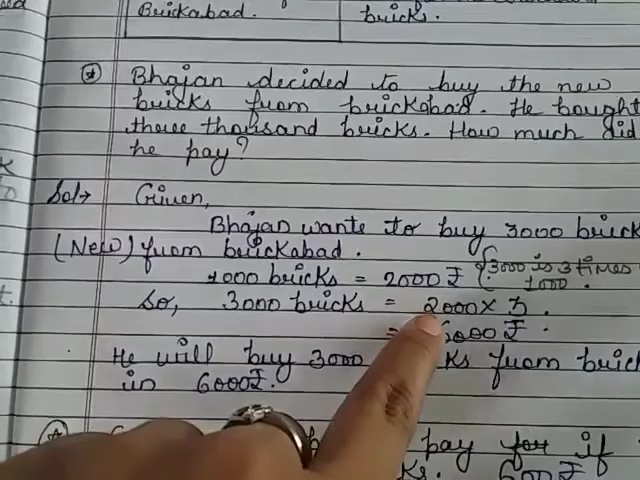 Brickabad.
bricks.
Bhajan decided to buy the new
bricks from brickabad. He bought
three thousand bricks. How much did
he pay?
Sol→ Given,
Bhajan wants to buy 3000 brick
(New) from brickabad.
1000 bricks = 2000 ₹ { 3000 is 3 times
1000.
So, 3000 bricks = 2000 × 3.
= 6000 ₹.
He will buy 3000 ks from brick
in 6000₹.
pay for if
ks. 600 ₹